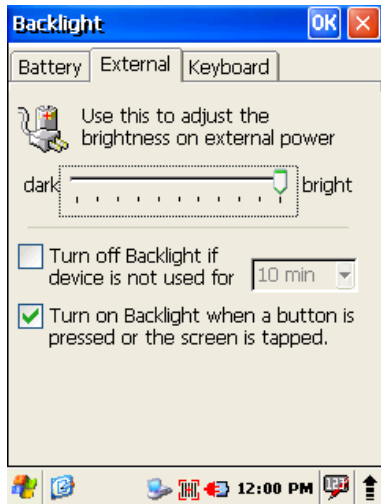 Backlight OK
Battery External Keyboard
Use this to adjust the
brightness on external power
dark bright
Turn off Backlight if
device is not used for 10 min
Turn on Backlight when a button is
pressed or the screen is tapped.
12:00 PM 123